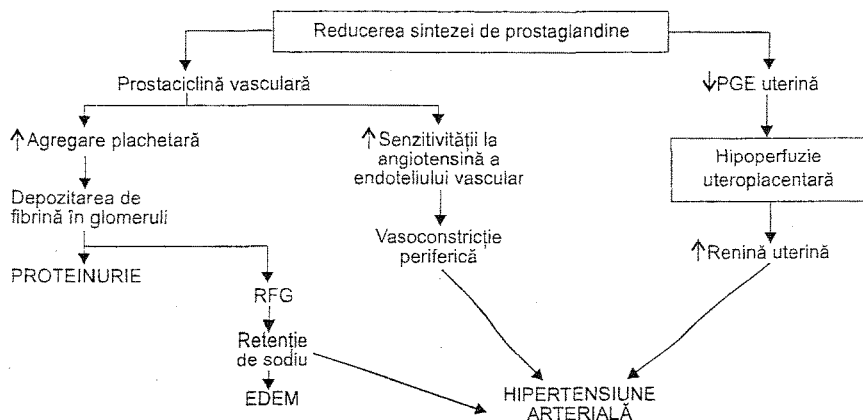 Reducerea sintezei de prostaglandine
Prostaciclină vasculară
↓PGE uterină
↑Agregare plachetară
↑Senzitivității la
angiotensină a
endoteliului vascular
Hipoperfuzie
uteroplacentară
Depozitarea de
fibrină în glomeruli
Vasoconstricție
periferică
↑Renină uterină
PROTEINURIE
RFG
Retenție
de sodiu
EDEM
HIPERTENSIUNE
ARTERIALĂ